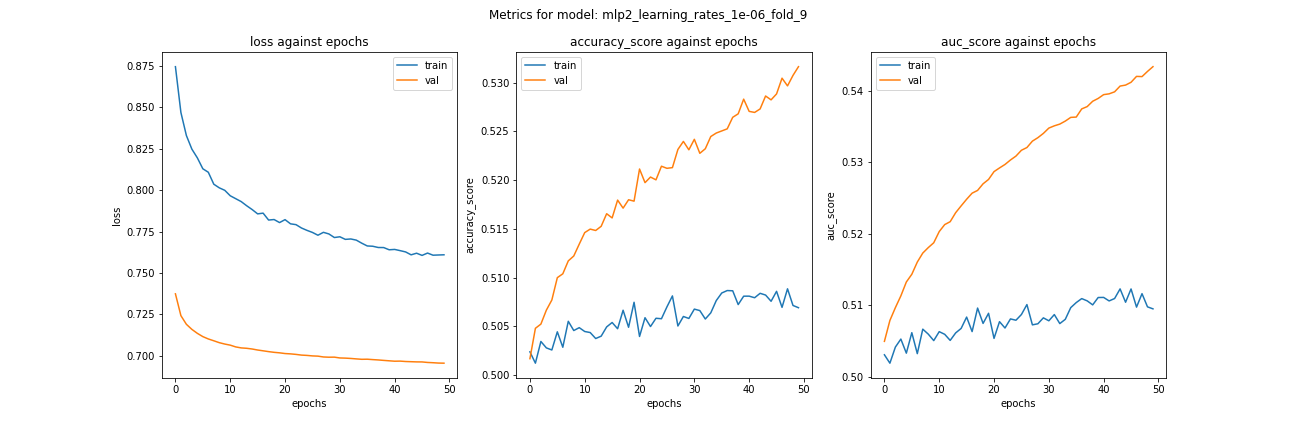 Metrics for model: mlp2_learning_rates_1e-06_fold_9
loss against epochs
0.875
0.850
0.825
0.800
0.775
0.750
0.725
0.700
loss
train
val
0 10 20 30 40 50
epochs
accuracy_score against epochs
0.530
0.525
0.520
0.515
0.510
0.505
0.500
accuracy_score
train
val
0 10 20 30 40 50
epochs
auc_score against epochs
0.54
0.53
0.52
0.51
0.50
auc_score
train
val
0 10 20 30 40 50
epochs